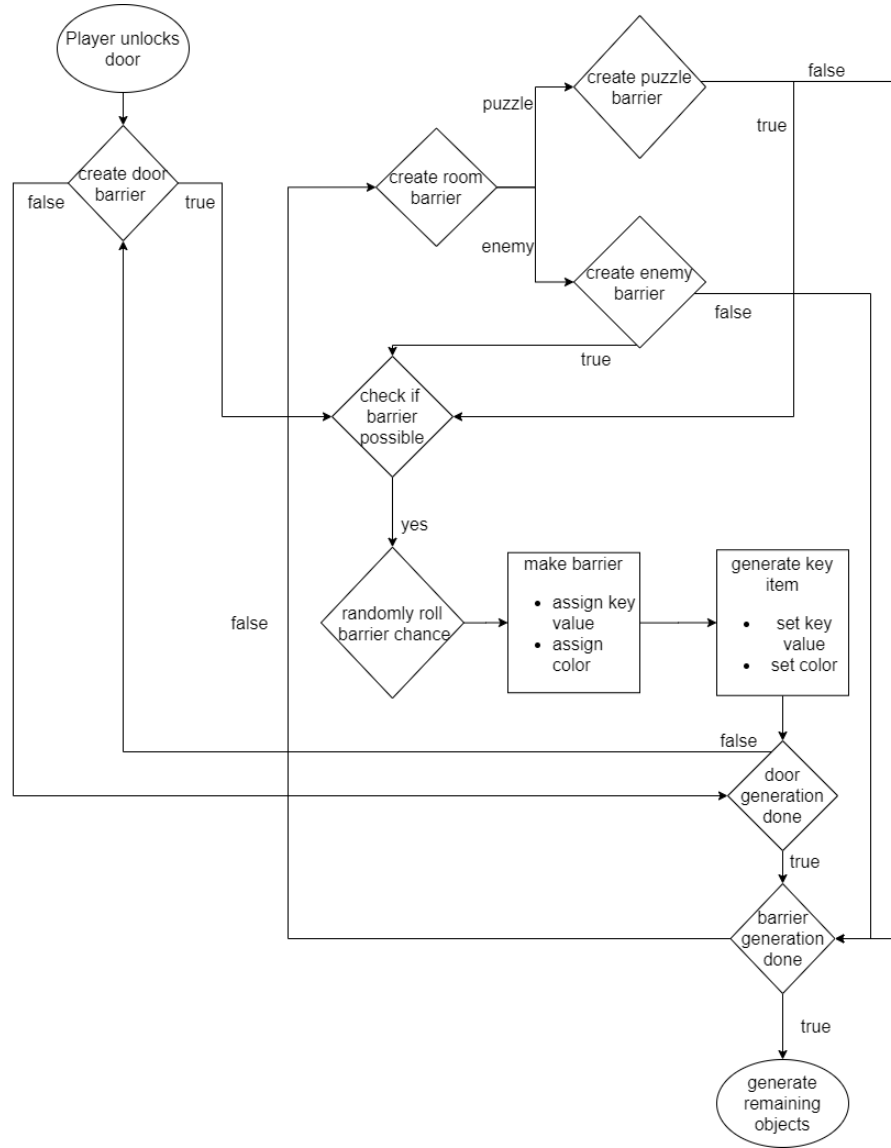 Player unlocks
door
create door
barrier
false
true
create room
barrier
puzzle
enemy
create puzzle
barrier
false
true
create enemy
barrier
false
true
check if
barrier
possible
yes
randomly roll
barrier chance
make barrier
• assign key
value
• assign
color
generate key
item
• set key
value
• set color
false
false
door
generation
done
true
barrier
generation
done
true
generate
remaining
objects